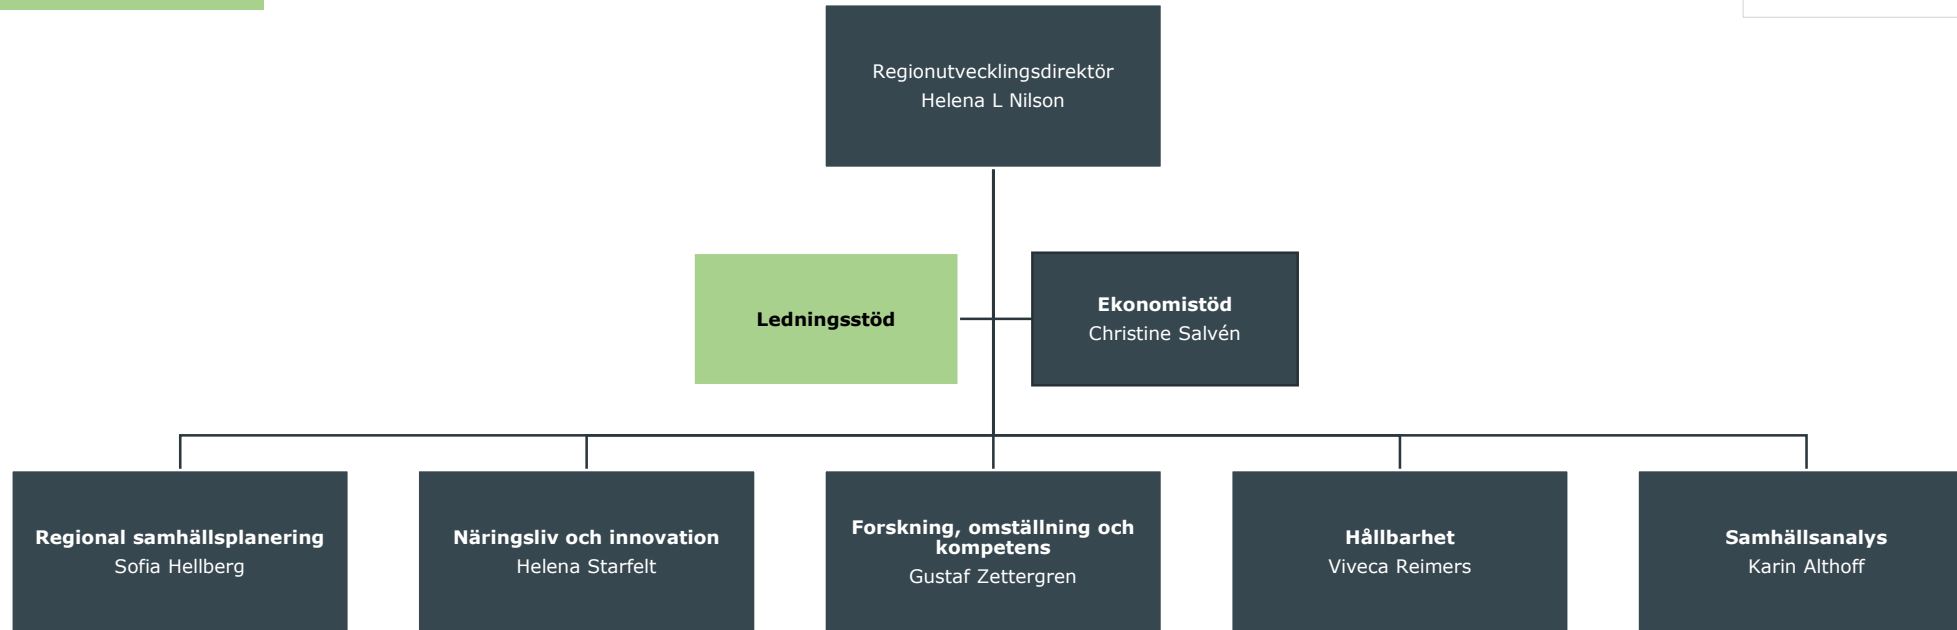 Regionutvecklingsdirektör
Helena L Nilson
Ledningsstöd
Ekonomistöd
Christine Salvén
Regional samhällsplanering
Sofia Hellberg
Näringsliv och innovation
Helena Starfelt
Forskning, omställning och
kompetens
Gustaf Zettergren
Hållbarhet
Viveca Reimers
Samhällsanalys
Karin Althoff